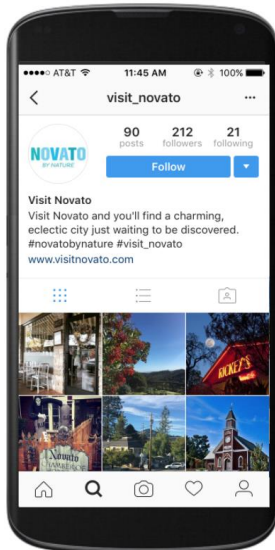 AT&T 11:45 AM 100%
visit_novato
NOVATO
BY NATURE
90 212 21
posts followers following
Follow
Visit Novato
Visit Novato and you'll find a charming,
eclectic city just waiting to be discovered.
#novatobynature #visit_novato
www.visitnovato.com
RICKEY'S
Novato
CHAMBER OF